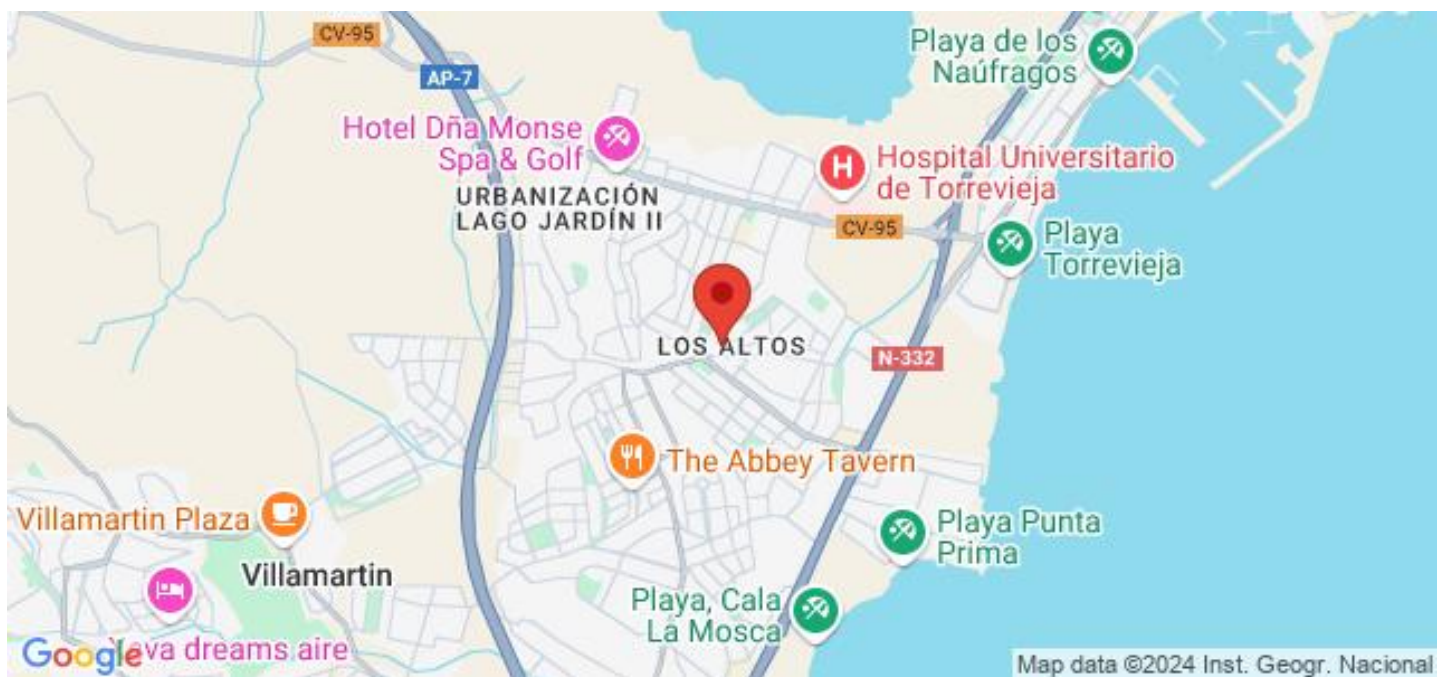 CV-95
Playa de los
Naúfragos
AP-7
Hotel Dña Monse
Spa & Golf
Hospital Universitario
de Torrevieja
URBANIZACIÓN
LAGO JARDÍN II
CV-95
Playa
Torrevieja
LOS ALTOS
N-332
The Abbey Tavern
Villamartin Plaza
Playa Punta
Prima
Villamartin
Playa, Cala
La Mosca
Google
dreams aire
Map data ©2024 Inst. Geogr. Nacional